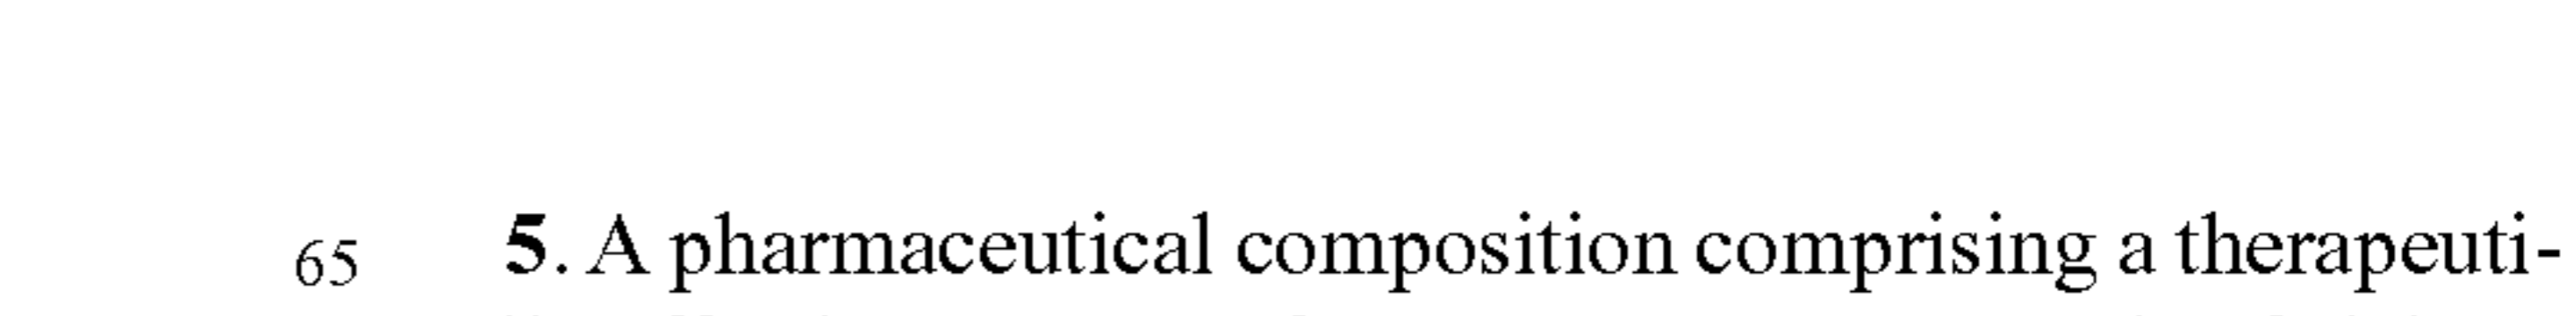 65 5. A pharmaceutical composition comprising a therapeuti-